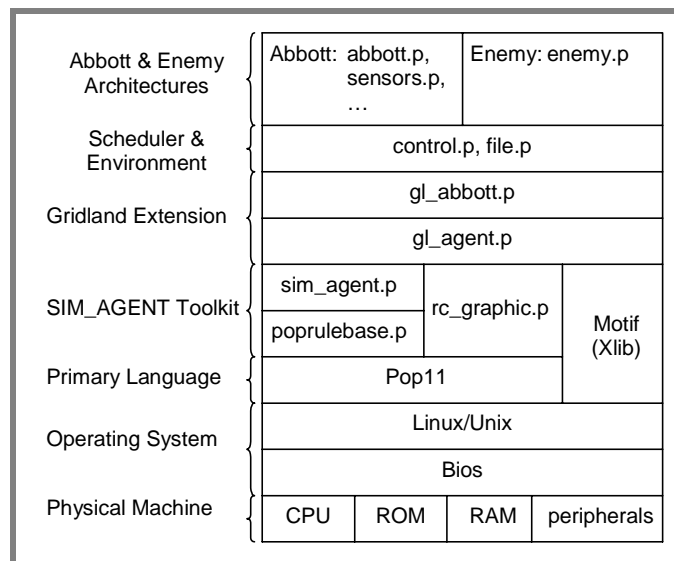 Abbott & Enemy
Architectures
Abbott: abbott.p,
sensors.p,
…
Enemy: enemy.p
Scheduler &
Environment
control.p, file.p
Gridland Extension
gl_abbott.p
gl_agent.p
SIM_AGENT Toolkit
sim_agent.p
poprulebase.p
rc_graphic.p
Motif
(Xlib)
Primary Language
Pop11
Operating System
Linux/Unix
Bios
Physical Machine
CPU
ROM
RAM
peripherals